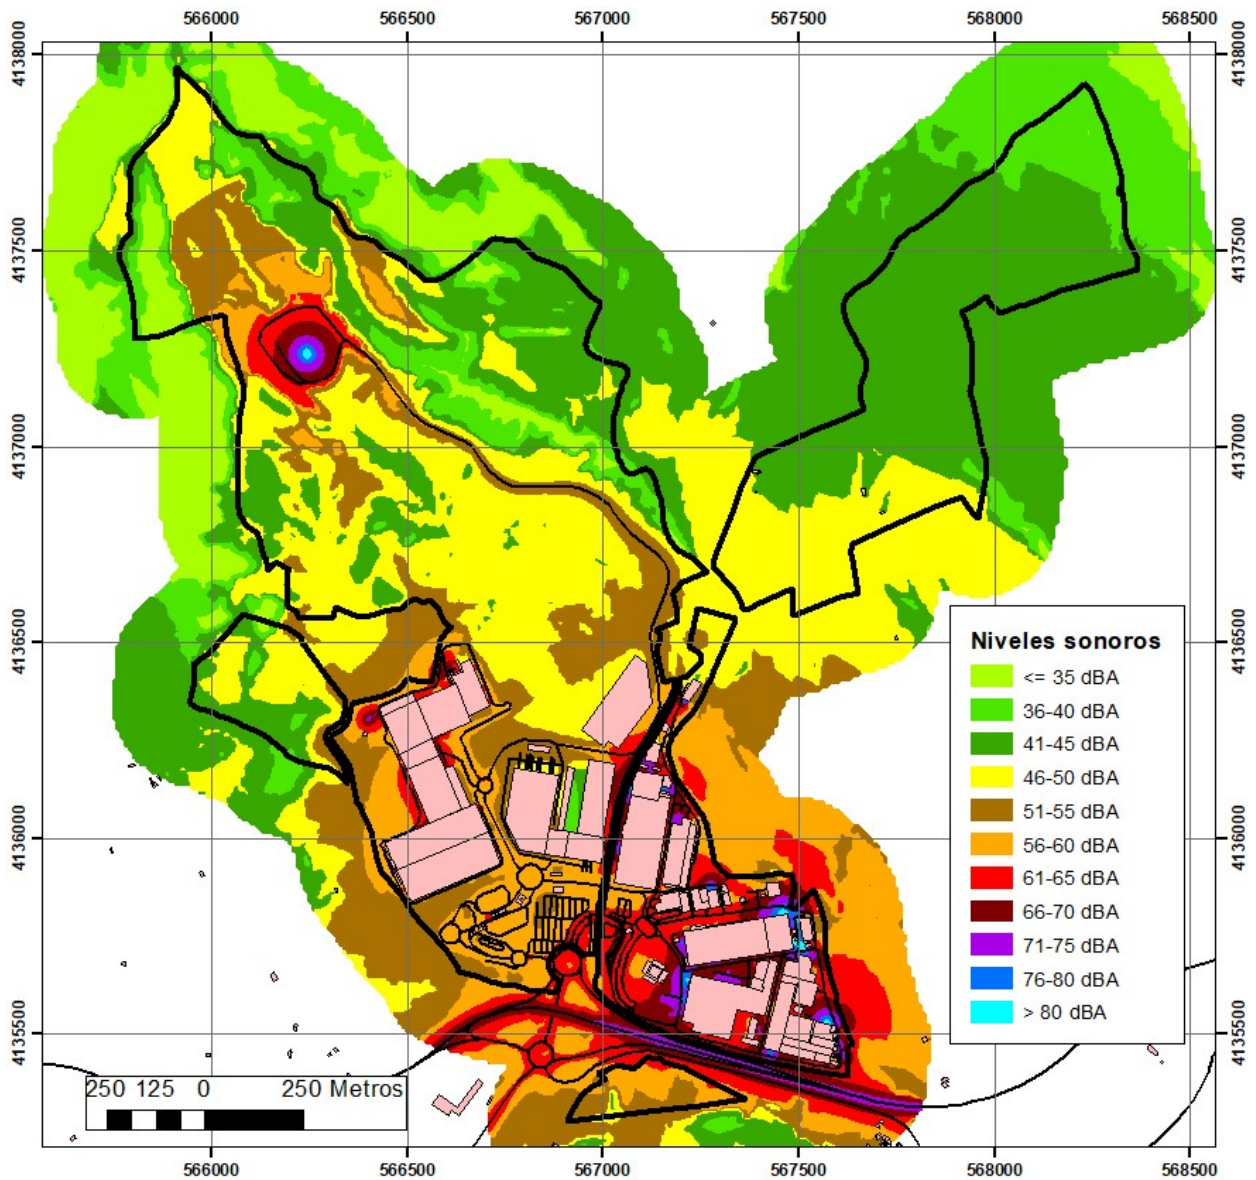 566000 566500 567000 567500 568000 568500
4138000 4138000
4137500 4137500
4137000 4137000
4136500 4136500
4136000 4136000
4135500 4135500
Niveles sonoros
<= 35 dBA
36-40 dBA
41-45 dBA
46-50 dBA
51-55 dBA
56-60 dBA
61-65 dBA
66-70 dBA
71-75 dBA
76-80 dBA
> 80 dBA
250 125 0 250 Metros
566000 566500 567000 567500 568000 568500